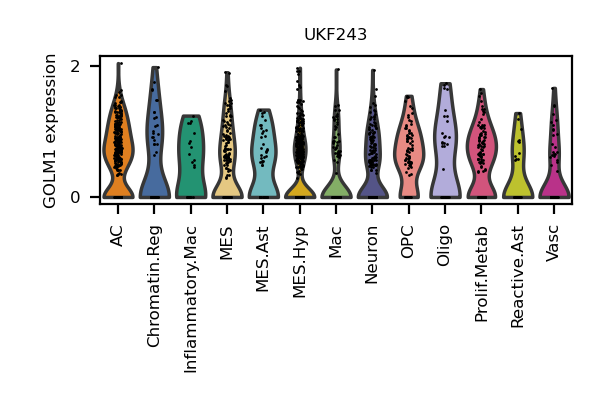 UKF243
GOLM1 expression
2
0
AC
Chromatin.Reg
Inflammatory.Mac
MES
MES.Ast
MES.Hyp
Mac
Neuron
OPC
Oligo
Prolif.Metab
Reactive.Ast
Vasc